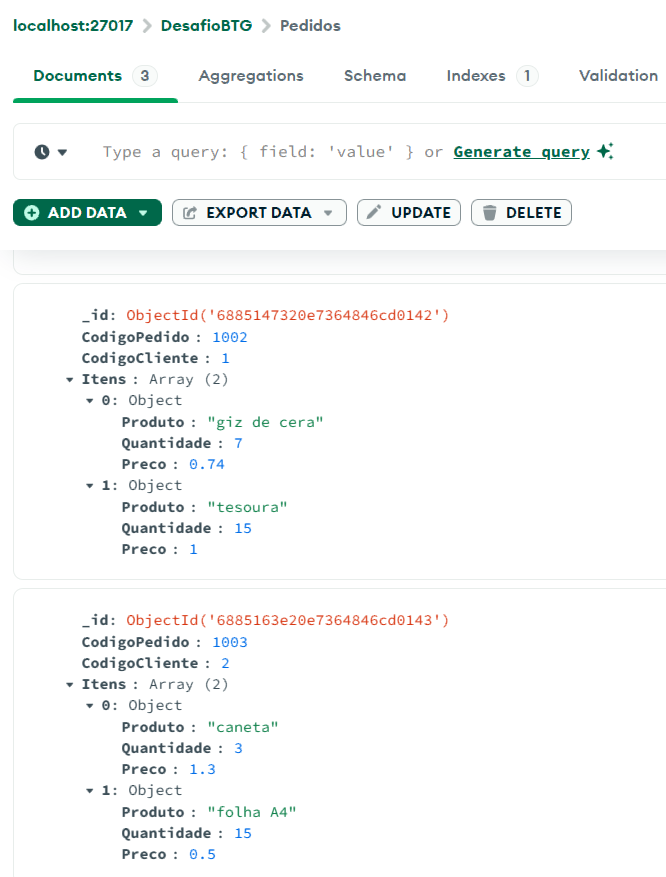 localhost:27017 > DesafioBTG > Pedidos
Documents 3 Aggregations Schema Indexes 1 Validation
Type a query: { field: 'value' } or Generate query
ADD DATA EXPORT DATA UPDATE DELETE
_id: ObjectId('6885147320e7364846cd0142')
CodigoPedido : 1002
CodigoCliente : 1
Itens : Array (2)
0: Object
Produto : "giz de cera"
Quantidade : 7
Preco : 0.74
1: Object
Produto : "tesoura"
Quantidade : 15
Preco : 1
_id: ObjectId('6885163e20e7364846cd0143')
CodigoPedido : 1003
CodigoCliente : 2
Itens : Array (2)
0: Object
Produto : "caneta"
Quantidade : 3
Preco : 1.3
1: Object
Produto : "folha A4"
Quantidade : 15
Preco : 0.5